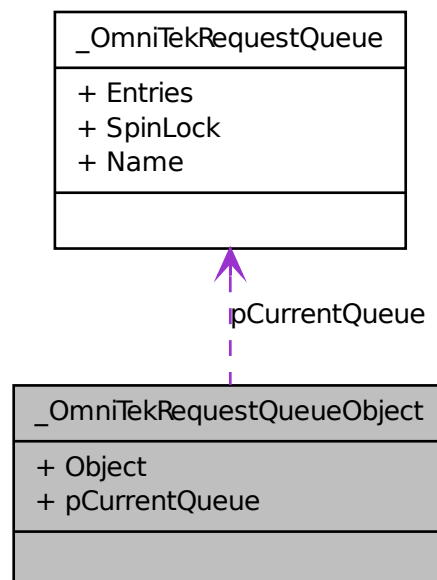 _OmniTekRequestQueue
+ Entries
+ SpinLock
+ Name
pCurrentQueue
_OmniTekRequestQueueObject
+ Object
+ pCurrentQueue